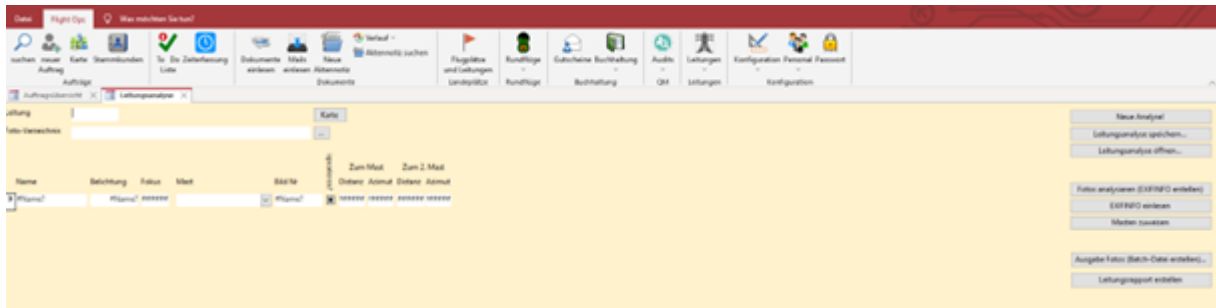 Datei Flight Ops Was möchten Sie tun?
suchen neuer Auftrag Karte Stammkunden
Aufträge
To Do Liste Zeiterfassung
Dokumente einlesen Mails einlesen Neue Aktennotiz
Verlauf
Aktennotiz suchen
Dokumente
Flugplätze und Leitungen
Landeplätze
Rundflüge
Rundflüge
Gutscheine Buchhaltung
Buchhaltung
Audits
QM
Leitungen
Leitungen
Konfiguration Personal Passwort
Konfiguration
Auftragsübersicht Leitungsanalyse
Leitung Karte
Foto-Verzeichnis ...
Zum Mast Zum 2. Mast
Name Belichtung Fokus Mast Bild Nr Distanz Azimut Distanz Azimut
#Name? #Name? ###### #Name? ###### ###### ###### ######
Neue Analyse!
Leitungsanalyse speichern...
Leitungsanalyse öffnen...
Fotos analysieren (EXIFINFO erstellen)
EXIFINFO einlesen
Masten zuweisen
Ausgabe Fotos (Batch-Datei erstellen)...
Leitungsrapport erstellen